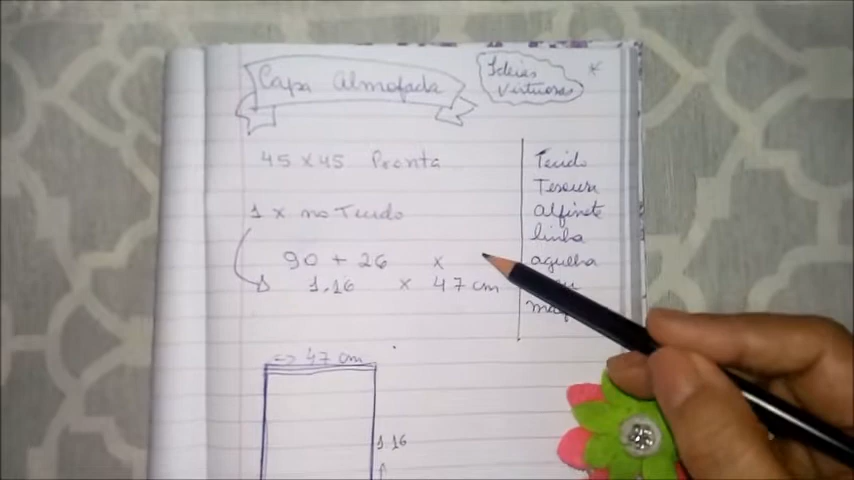 Capa Almofada
Ideias
Virtuosas
*
45 x 45 Pronta
1 x no Tecido
90 + 26 x
1.16 x 47 cm
Tecido
Tesoura
alfinete
linha
agulha
-> 47 cm
1.16